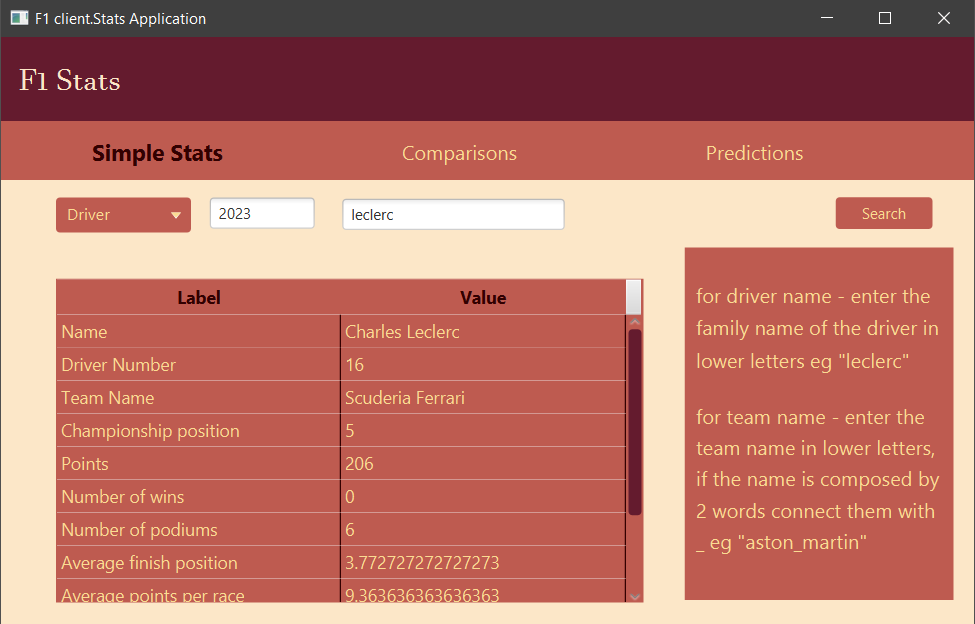 F1 client.Stats Application
F1 Stats
Simple Stats Comparisons Predictions
Driver 2023 leclerc Search
Label Value
Name Charles Leclerc
Driver Number 16
Team Name Scuderia Ferrari
Championship position 5
Points 206
Number of wins 0
Number of podiums 6
Average finish position 3.772727272727273
Average points per race 9.363636363636363
for driver name - enter the
family name of the driver in
lower letters eg "leclerc"
for team name - enter the
team name in lower letters,
if the name is composed by
2 words connect them with
_ eg "aston_martin"